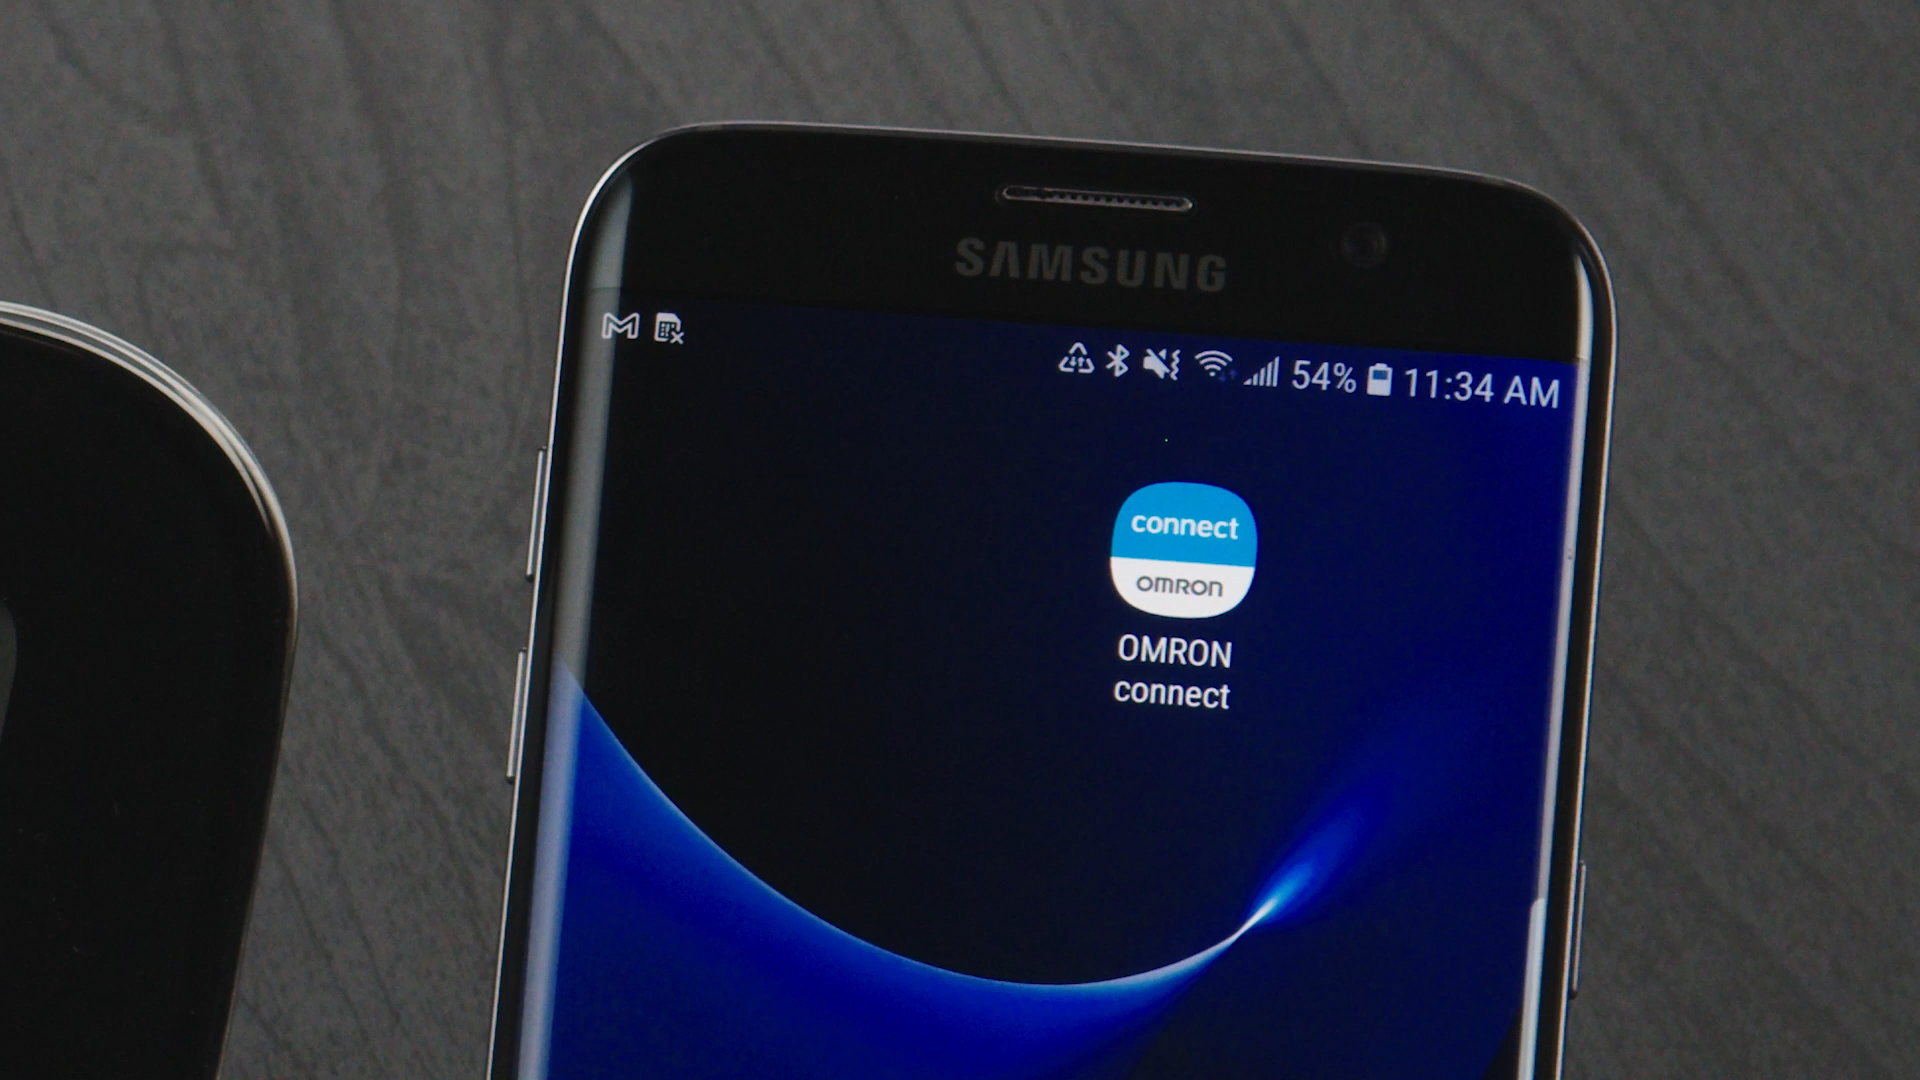 SAMSUNG
54% 11:34 AM
connect
OMRON
OMRON
connect